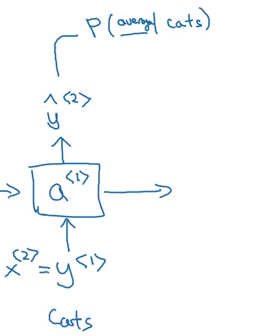 P(average | cats)
ŷ<2>
a<1>
x<2> = y<1>
Cats